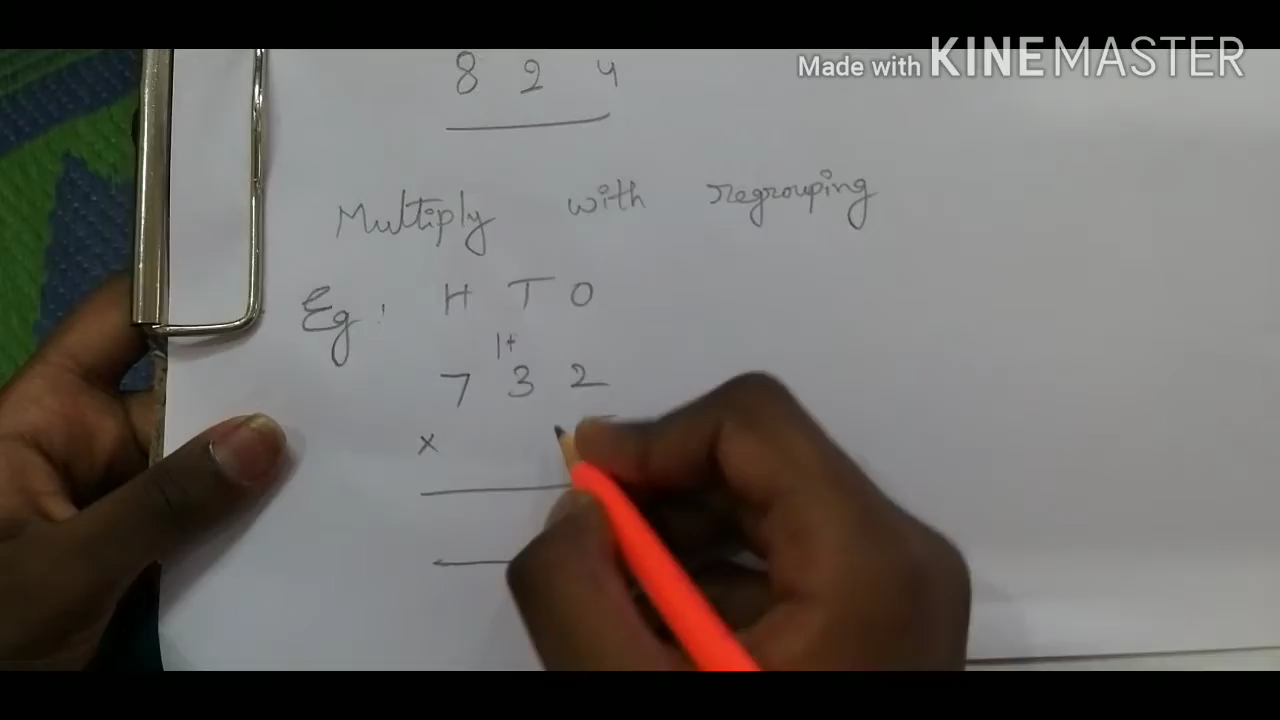 Made with KINEMASTER
8 2 4
Multiply with regrouping
Eg: H T O
1+
7 3 2
×